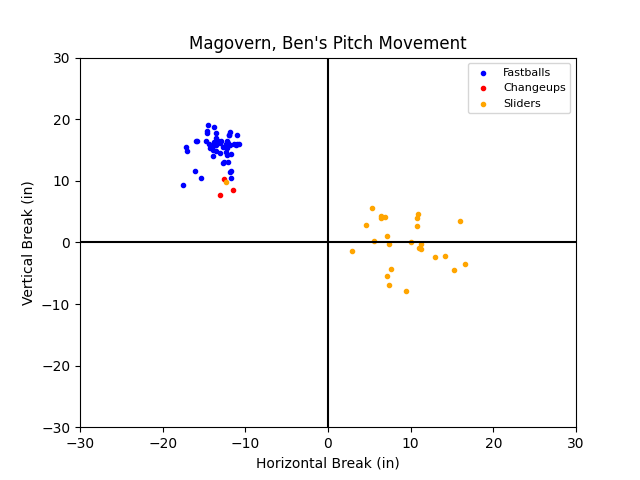 Magovern, Ben's Pitch Movement
Fastballs
Changeups
Sliders
Vertical Break (in)
30
20
10
0
−10
−20
−30
−30
−20
−10
0
10
20
30
Horizontal Break (in)